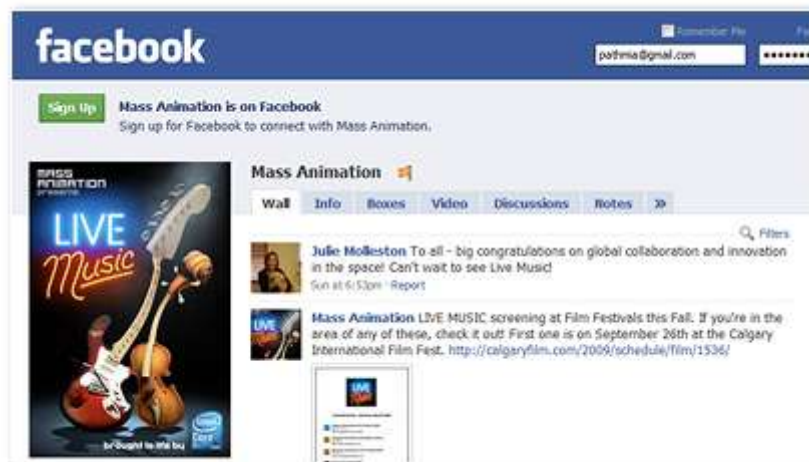 facebook
Remember Me
pathmia@gmail.com
Sign Up
Mass Animation is on Facebook
Sign up for Facebook to connect with Mass Animation.
MASS
ANIMATION
presents
LIVE
Music
brought to life by
intel
Core
Mass Animation
Wall Info Boxes Video Discussions Notes »
Filters
Julie Molleston To all - big congratulations on global collaboration and innovation
in the space! Can't wait to see Live Music!
Sun at 6:53pm · Report
Mass Animation LIVE MUSIC screening at Film Festivals this Fall. If you're in the
area of any of these, check it out! First one is on September 26th at the Calgary
International Film Fest. http://calgaryfilm.com/2009/schedule/film/1536/
LIVE
Music